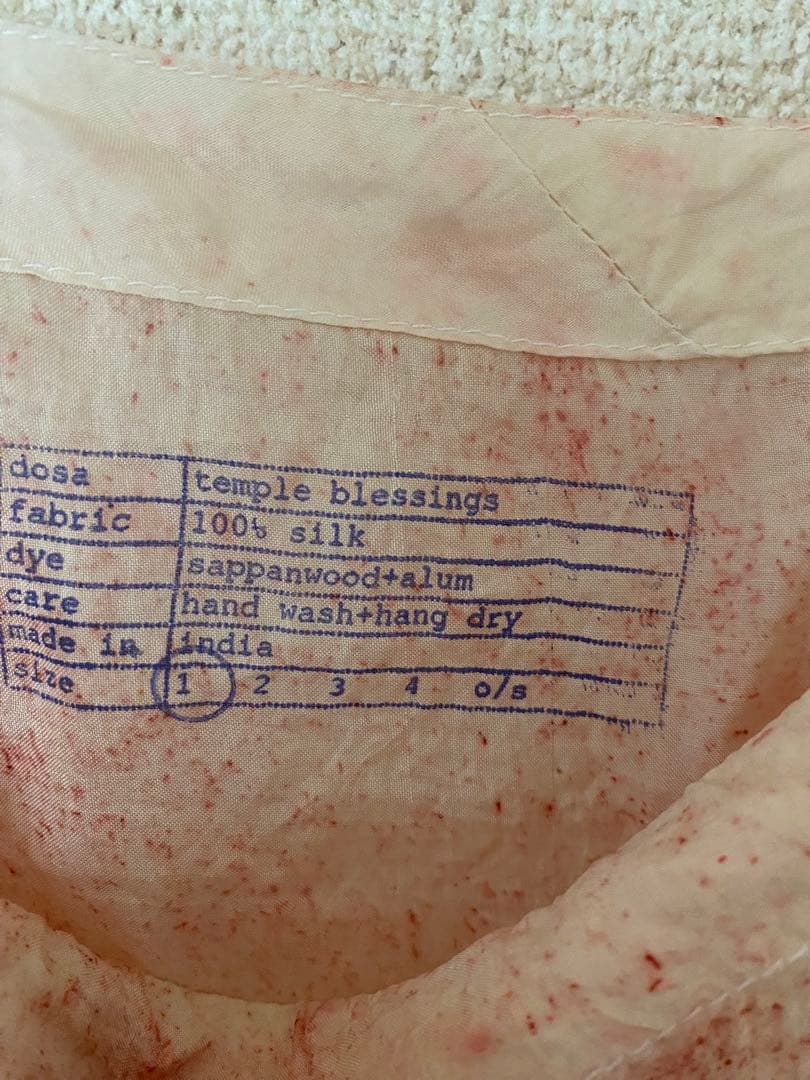 dosa temple blessings
fabric 100% silk
dye sappanwood+alum
care hand wash+hang dry
made in india
size 1 2 3 4 o/s